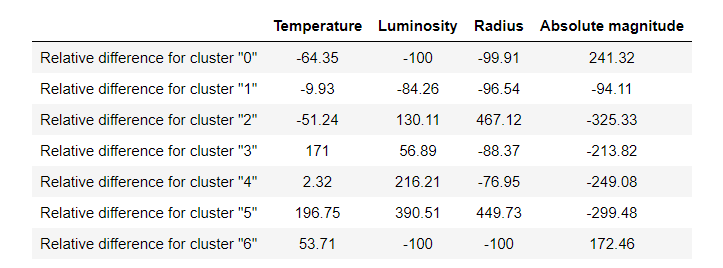 Temperature Luminosity Radius Absolute magnitude
Relative difference for cluster "0" -64.35 -100 -99.91 241.32
Relative difference for cluster "1" -9.93 -84.26 -96.54 -94.11
Relative difference for cluster "2" -51.24 130.11 467.12 -325.33
Relative difference for cluster "3" 171 56.89 -88.37 -213.82
Relative difference for cluster "4" 2.32 216.21 -76.95 -249.08
Relative difference for cluster "5" 196.75 390.51 449.73 -299.48
Relative difference for cluster "6" 53.71 -100 -100 172.46